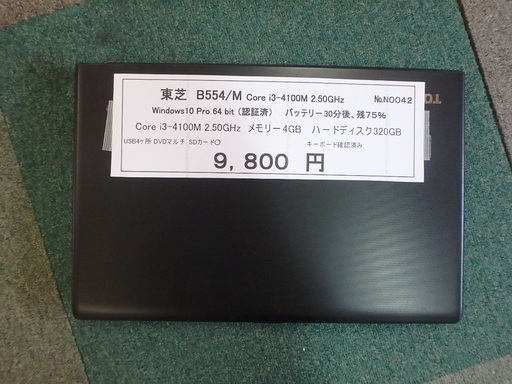 東芝 B554/M Core i3-4100M 2.50GHz №N0042
Windows10 Pro 64 bit (認証済) バッテリー30分後、残75%
Core i3-4100M 2.50GHz メモリー4GB ハードディスク320GB
USB4ヶ所 DVDマルチ SDカード〇 キーボード確認済み
9,800 円
TO